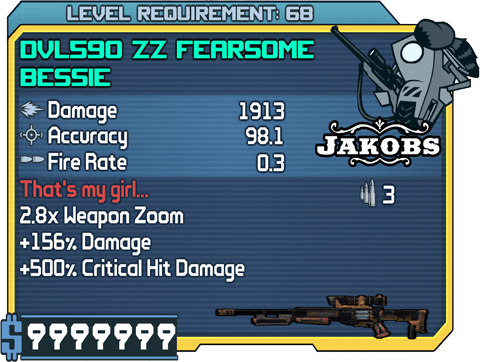 LEVEL REQUIREMENT: 68
DVL590 ZZ FEARSOME
BESSIE
Damage 1913
Accuracy 98.1
Fire Rate 0.3
JAKOBS
That's my girl...
3
2.8x Weapon Zoom
+156% Damage
+500% Critical Hit Damage
$ 9999999